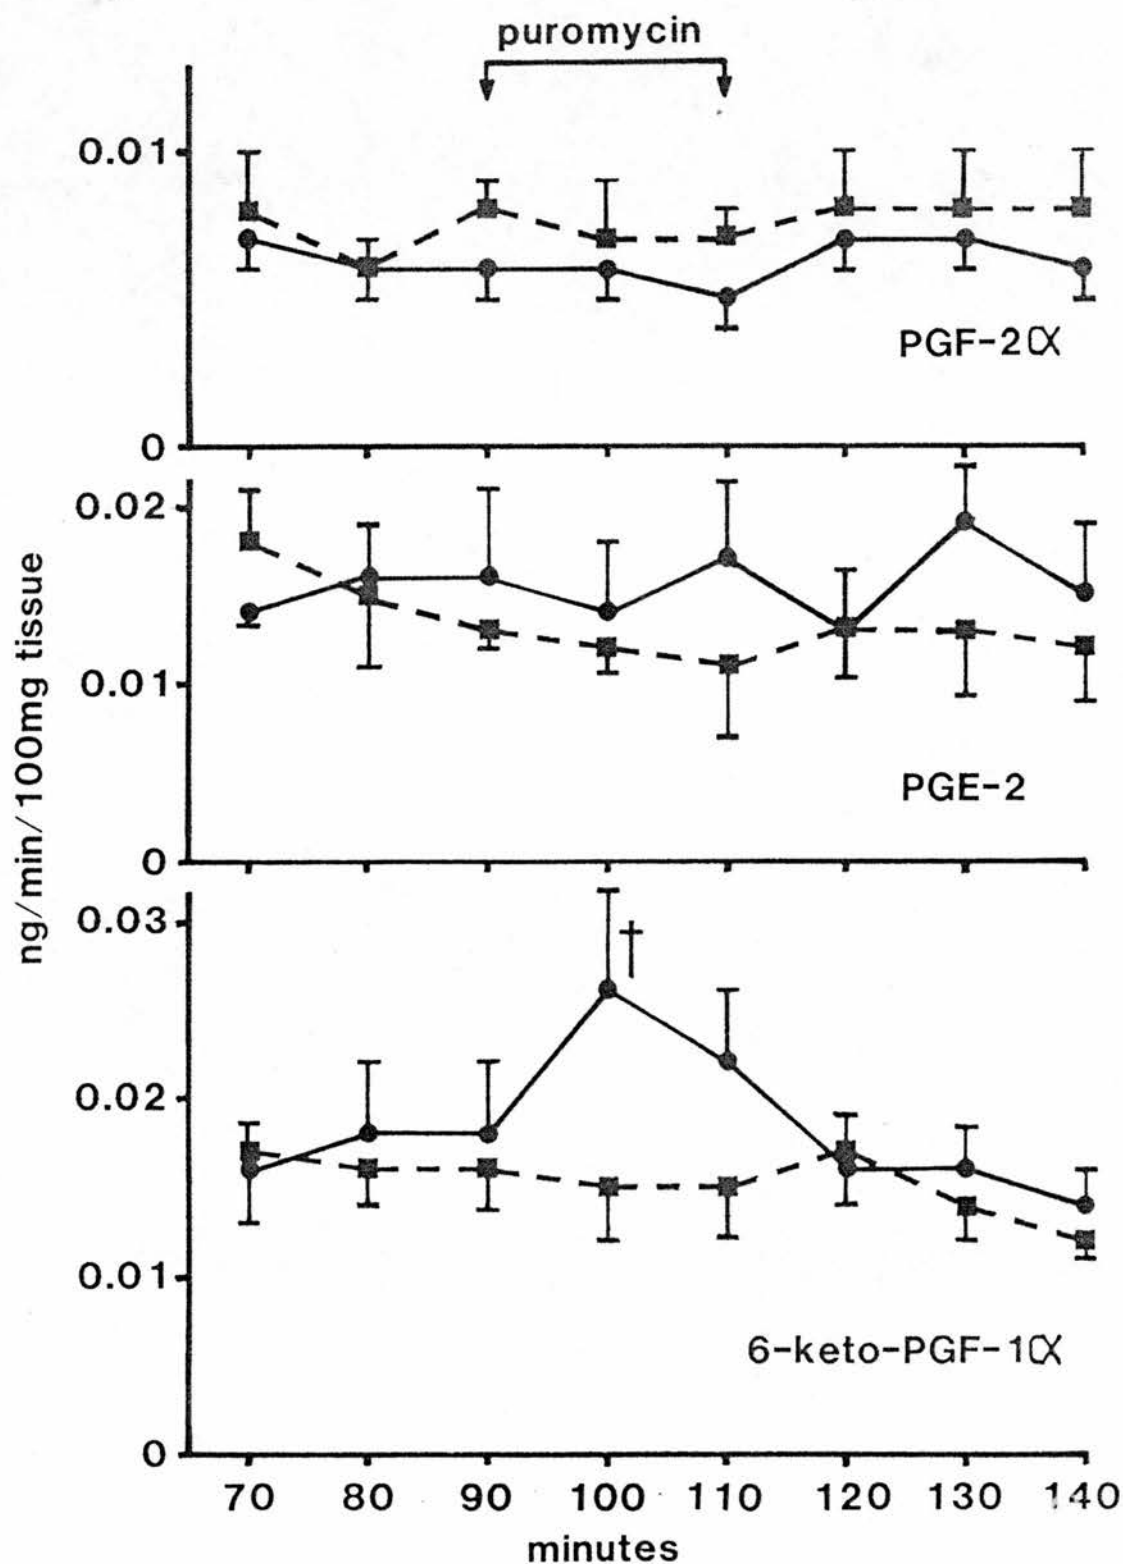 puromycin
0.01
PGF-2α
0
0.02
0.01
PGE-2
0
ng/min/100mg tissue
0.03
†
0.02
0.01
6-keto-PGF-1α
0
70 80 90 100 110 120 130 140
minutes